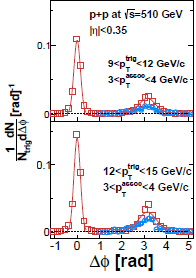 p+p at √s=510 GeV
|η|<0.35
0.1
9<p_T^trig<12 GeV/c
3<p_T^assoc<4 GeV/c
0
12<p_T^trig<15 GeV/c
3<p_T^assoc<4 GeV/c
0.1
0
1/N_trig dN/dΔϕ [rad]⁻¹
-1 0 1 2 3 4 5
Δϕ [rad]